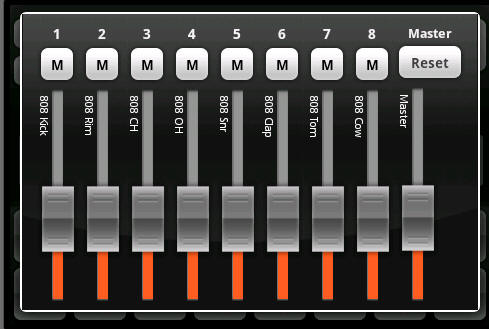 1 2 3 4 5 6 7 8 Master
M M M M M M M M Reset
808 Kick
808 Rim
808 CH
808 OH
808 Snr
808 Clap
808 Tom
808 Cow
Master